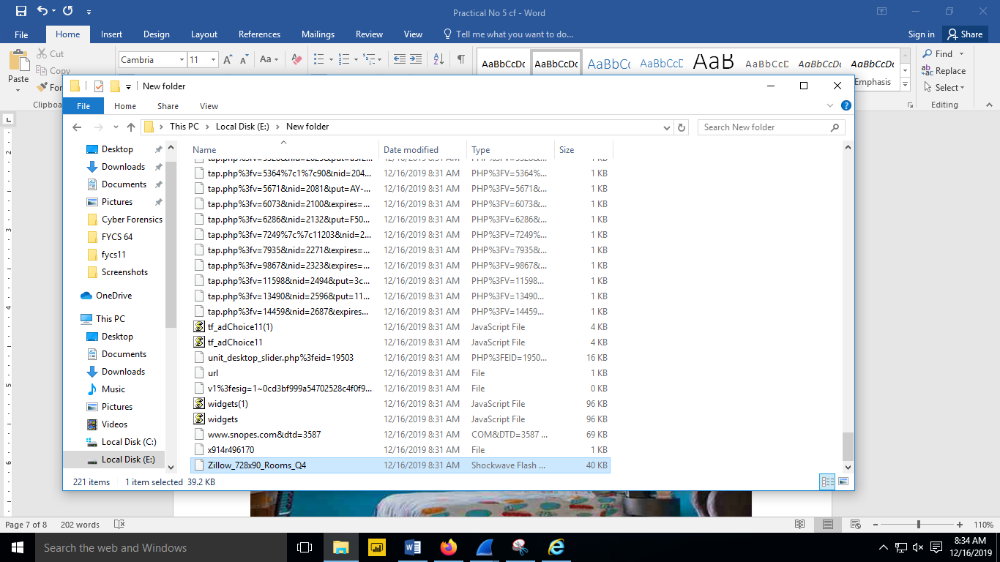 Practical No 5 cf - Word
File Home Insert Design Layout References Mailings Review View Tell me what you want to do... Sign in Share
Cut
Copy
Paste
Cambria 11 Aa
AaBbCcDc AaBbCcDc AaBbCc AaBbCcD AaB AaBbCcD AaBbCcDc AaBbCcDc
Emphasis
Find
Replace
Select
Editing
New folder
File Home Share View
This PC Local Disk (E:) New folder
Search New folder
Name Date modified Type Size
Desktop
Downloads
Documents
Pictures
Cyber Forensics
FYCS 64
fycs11
Screenshots
OneDrive
This PC
Desktop
Documents
Downloads
Music
Pictures
Videos
Local Disk (C:)
Local Disk (E:)
tap.php%3fv=5364%7c1%7c90&nid=204... 12/16/2019 8:31 AM PHP%3FV=5364%... 1 KB
tap.php%3fv=5671&nid=2081&put=AY-... 12/16/2019 8:31 AM PHP%3FV=5671&... 1 KB
tap.php%3fv=6073&nid=2100&expires=... 12/16/2019 8:31 AM PHP%3FV=6073&... 1 KB
tap.php%3fv=6286&nid=2132&put=F50... 12/16/2019 8:31 AM PHP%3FV=6286&... 1 KB
tap.php%3fv=7249%7c%7c11203&nid=2... 12/16/2019 8:31 AM PHP%3FV=7249%... 1 KB
tap.php%3fv=7935&nid=2271&expires=... 12/16/2019 8:31 AM PHP%3FV=7935&... 1 KB
tap.php%3fv=9867&nid=2323&expires=... 12/16/2019 8:31 AM PHP%3FV=9867&... 1 KB
tap.php%3fv=11598&nid=2494&put=3c... 12/16/2019 8:31 AM PHP%3FV=11598... 1 KB
tap.php%3fv=13490&nid=2596&put=11... 12/16/2019 8:31 AM PHP%3FV=13490... 1 KB
tap.php%3fv=14459&nid=2687&expires... 12/16/2019 8:31 AM PHP%3FV=14459... 1 KB
tf_adChoice11(1) 12/16/2019 8:31 AM JavaScript File 4 KB
tf_adChoice11 12/16/2019 8:31 AM JavaScript File 4 KB
unit_desktop_slider.php%3feid=19503 12/16/2019 8:31 AM PHP%3FEID=1950... 16 KB
url 12/16/2019 8:31 AM File 1 KB
v1%3fesig=1~0cd3bf999a54702528c4f0f9... 12/16/2019 8:31 AM File 0 KB
widgets(1) 12/16/2019 8:31 AM JavaScript File 96 KB
widgets 12/16/2019 8:31 AM JavaScript File 96 KB
www.snopes.com&dtd=3587 12/16/2019 8:31 AM COM&DTD=3587 ... 69 KB
x914r496170 12/16/2019 8:31 AM File 1 KB
Zillow_728x90_Rooms_Q4 12/16/2019 8:31 AM Shockwave Flash ... 40 KB
221 items 1 item selected 39.2 KB
Page 7 of 8 202 words 110%
Search the web and Windows
8:34 AM
12/16/2019